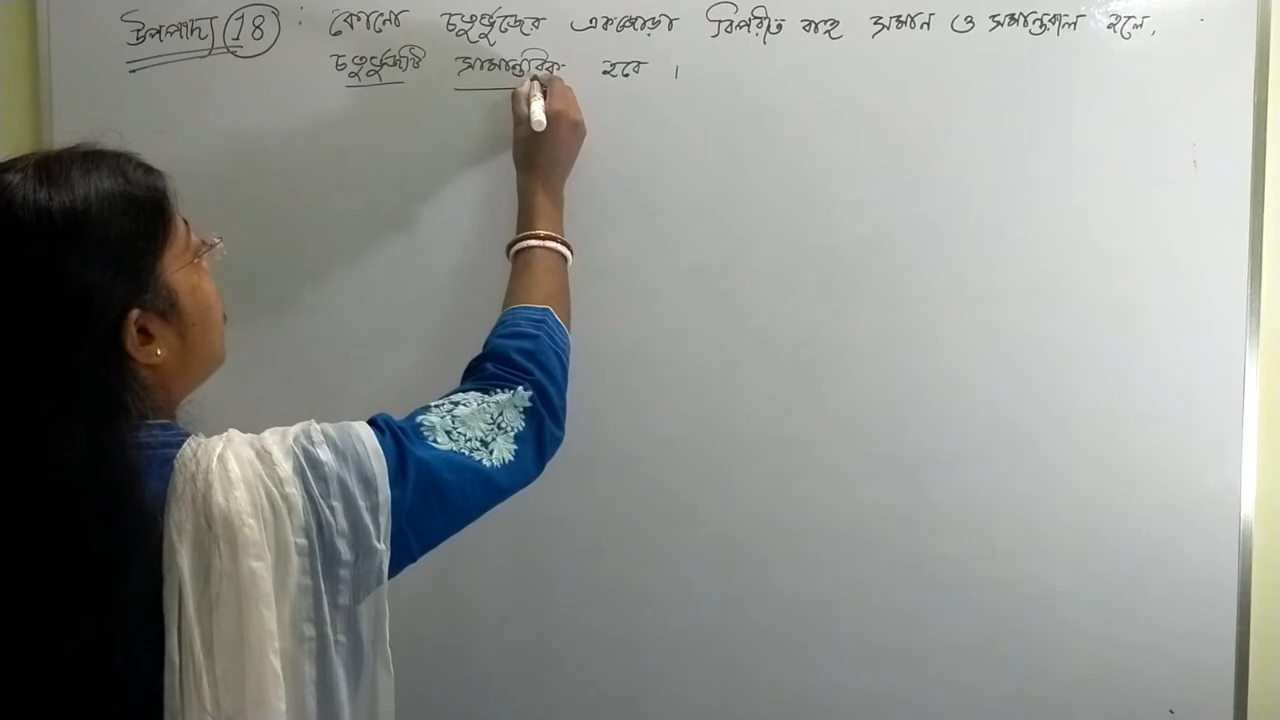 উপপাদ্য 18 : কোনো চতুর্ভুজের একজোড়া বিপরীত বাহু সমান ও সমান্তরাল হলে,
চতুর্ভুজটি সামান্তরিক হবে ।